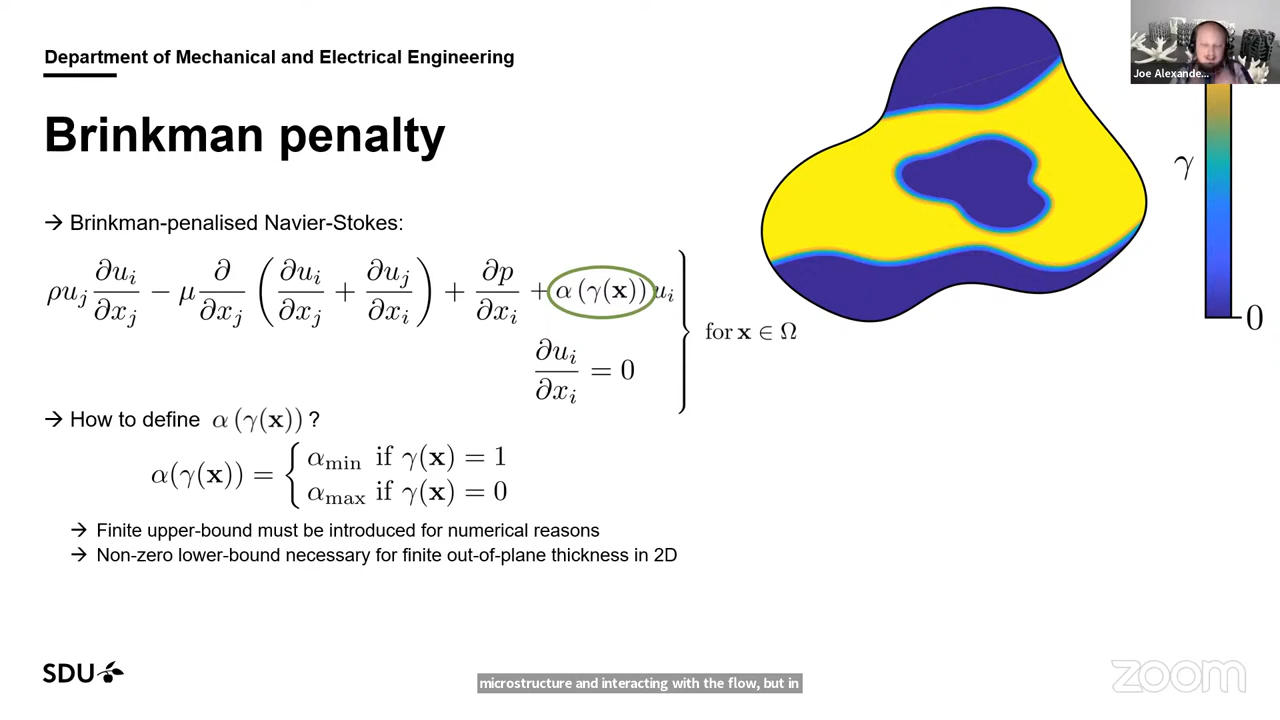 Department of Mechanical and Electrical Engineering
Joe Alexande...
Brinkman penalty
γ
→ Brinkman-penalised Navier-Stokes:
ρu_j ∂u_i/∂x_j − μ ∂/∂x_j (∂u_i/∂x_j + ∂u_j/∂x_i) + ∂p/∂x_i + α(γ(x))u_i
0
∂u_i/∂x_i = 0
for x ∈ Ω
→ How to define α(γ(x)) ?
α(γ(x)) = { α_min if γ(x) = 1
α_max if γ(x) = 0
→ Finite upper-bound must be introduced for numerical reasons
→ Non-zero lower-bound necessary for finite out-of-plane thickness in 2D
SDU
microstructure and interacting with the flow, but in
zoom